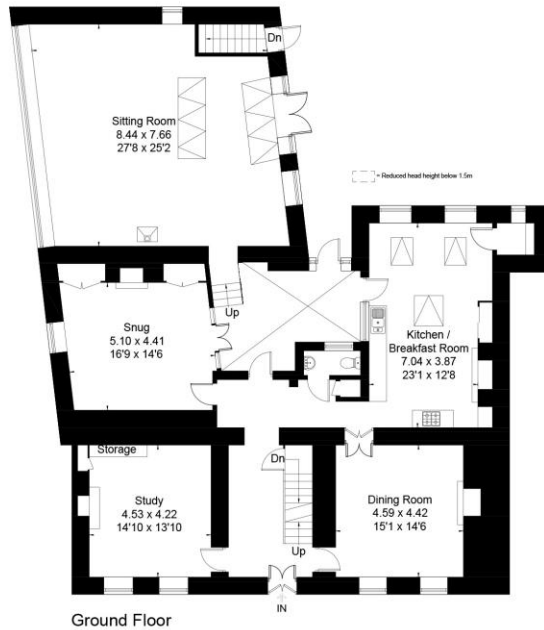 Dn
Sitting Room
8.44 x 7.66
27'8 x 25'2
= Reduced head height below 1.5m
Up
Snug
5.10 x 4.41
16'9 x 14'6
Kitchen /
Breakfast Room
7.04 x 3.87
23'1 x 12'8
Storage
Dn
Study
4.53 x 4.22
14'10 x 13'10
Dining Room
4.59 x 4.42
15'1 x 14'6
Up
IN
Ground Floor